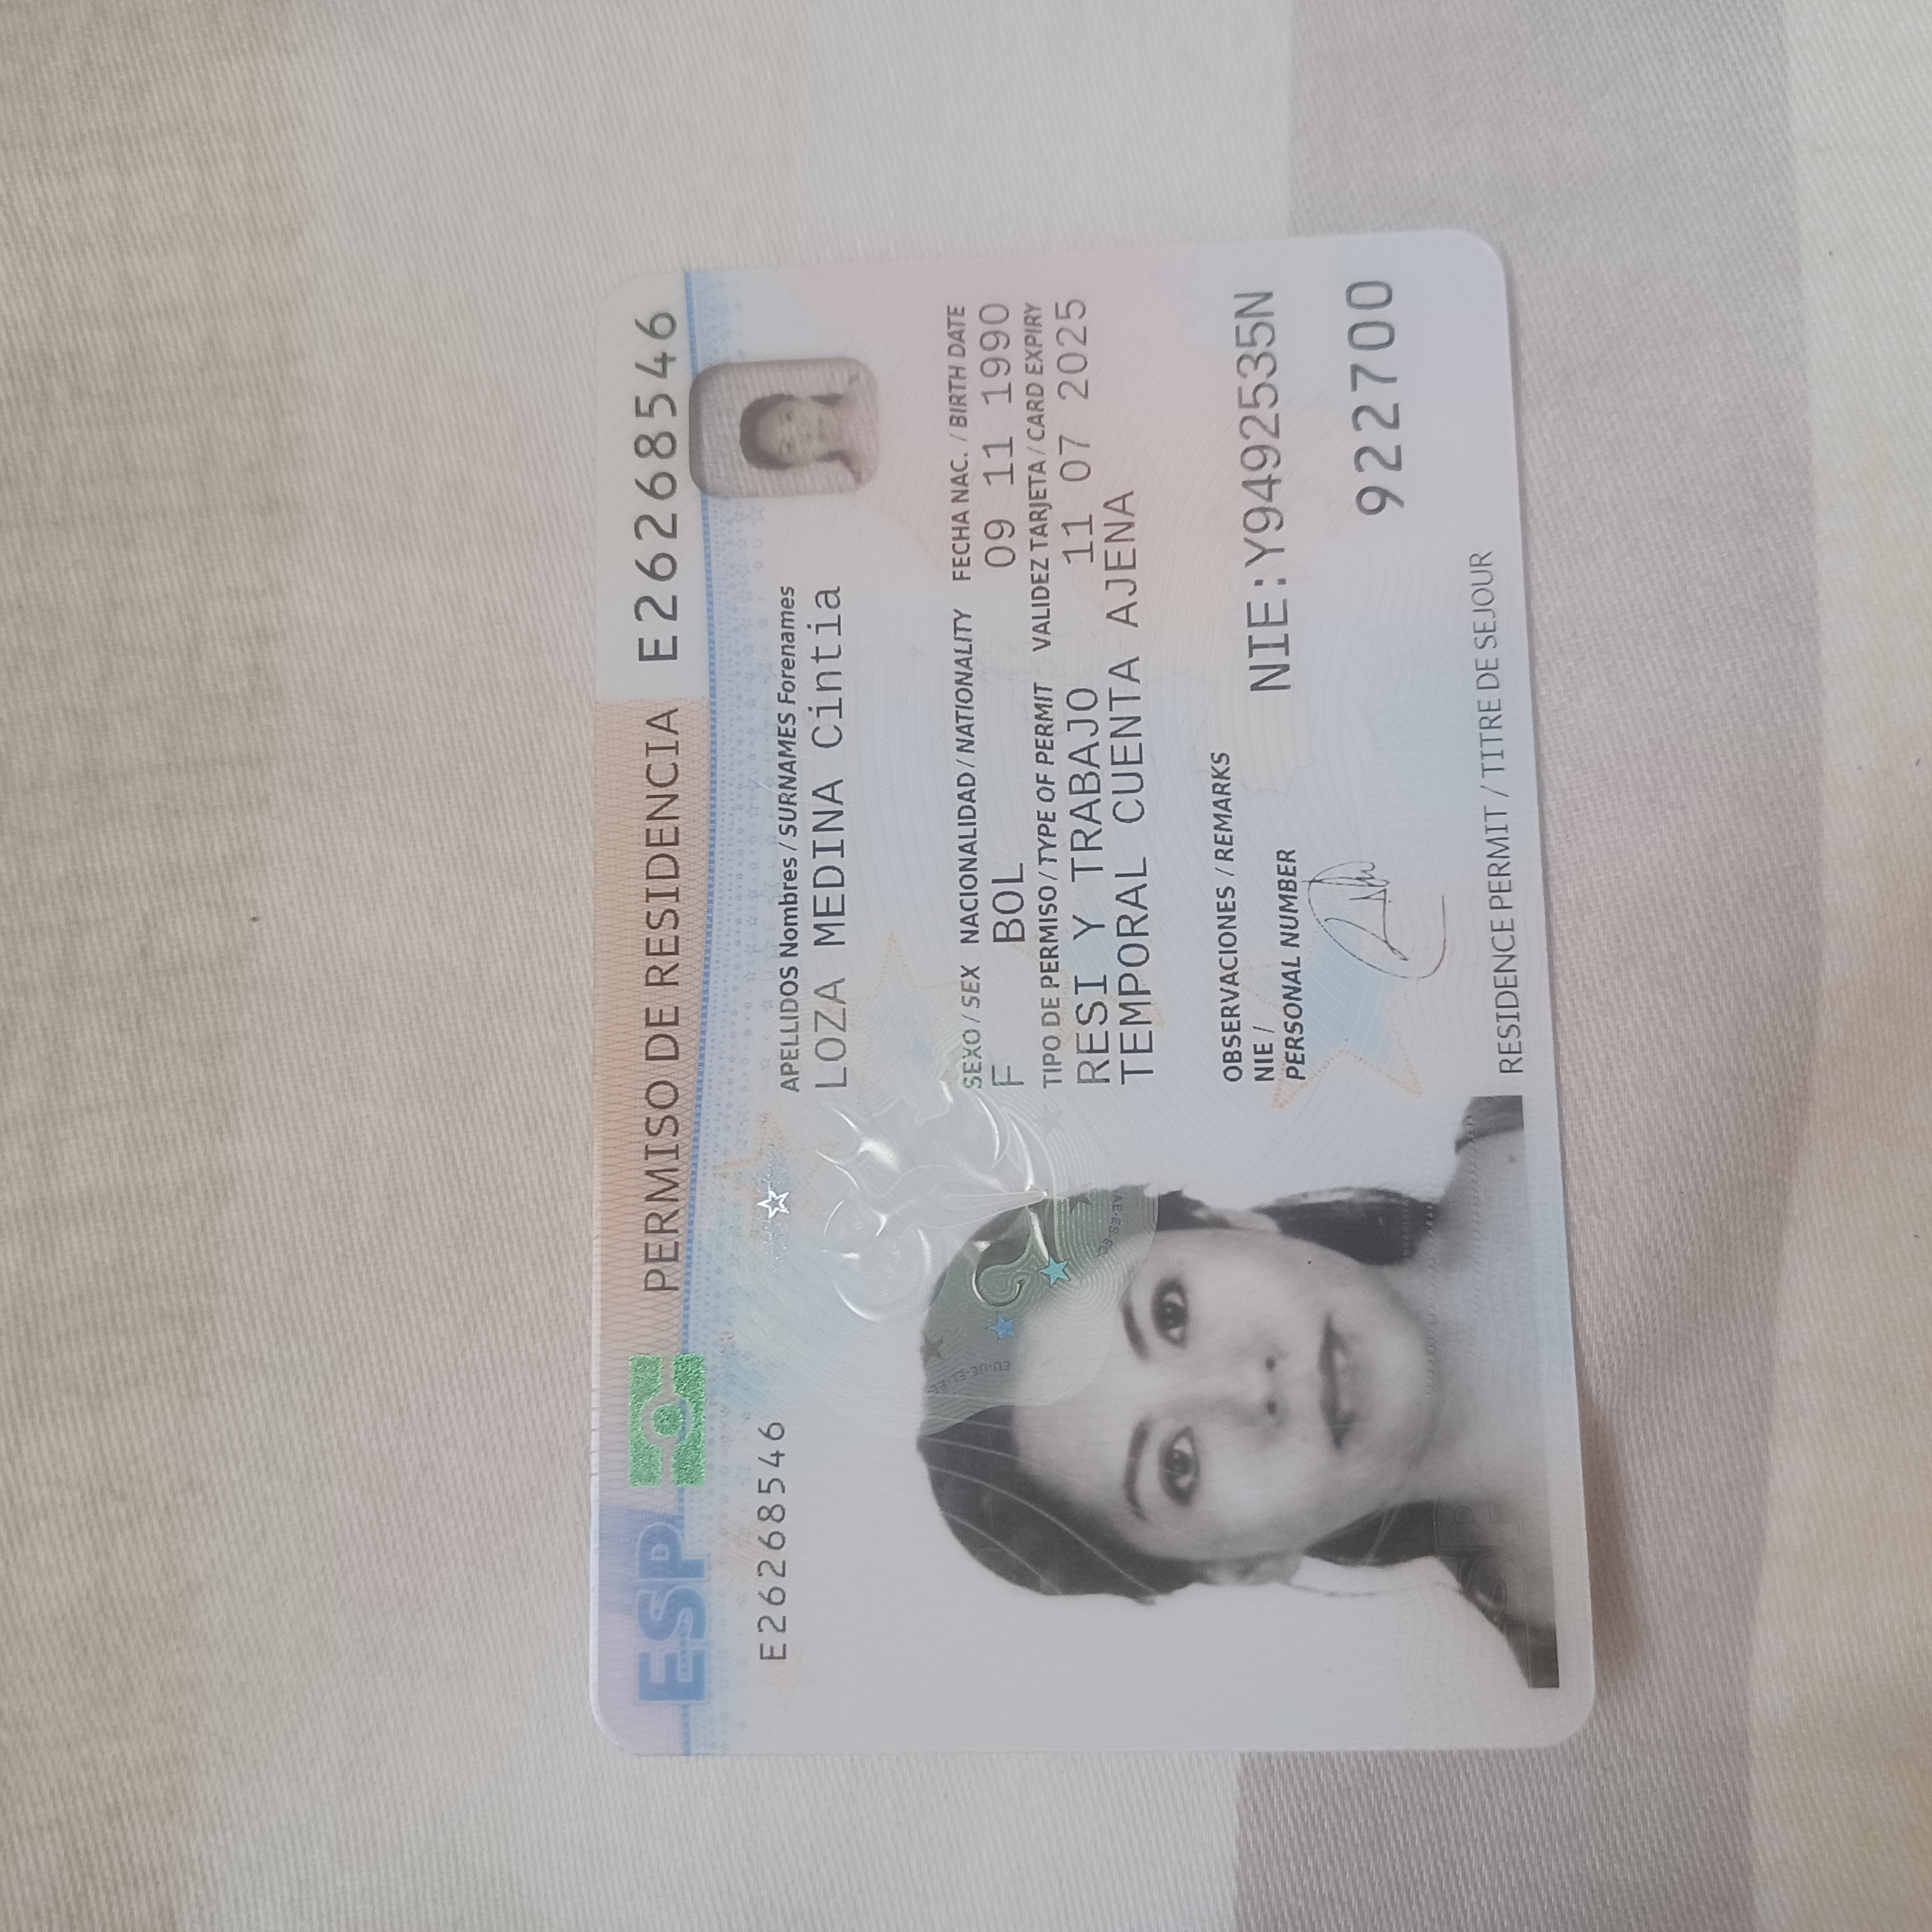 ESP PERMISO DE RESIDENCIA E26268546
E26268546
APELLIDOS Nombres / SURNAMES Forenames
LOZA MEDINA Cintia
SEXO / SEX NACIONALIDAD / NATIONALITY FECHA NAC. / BIRTH DATE
F BOL 09 11 1990
TIPO DE PERMISO / TYPE OF PERMIT VALIDEZ TARJETA / CARD EXPIRY
RESI Y TRABAJO 11 07 2025
TEMPORAL CUENTA AJENA
OBSERVACIONES / REMARKS
NIE /
PERSONAL NUMBER
NIE:Y9492535N
922700
RESIDENCE PERMIT / TITRE DE SEJOUR